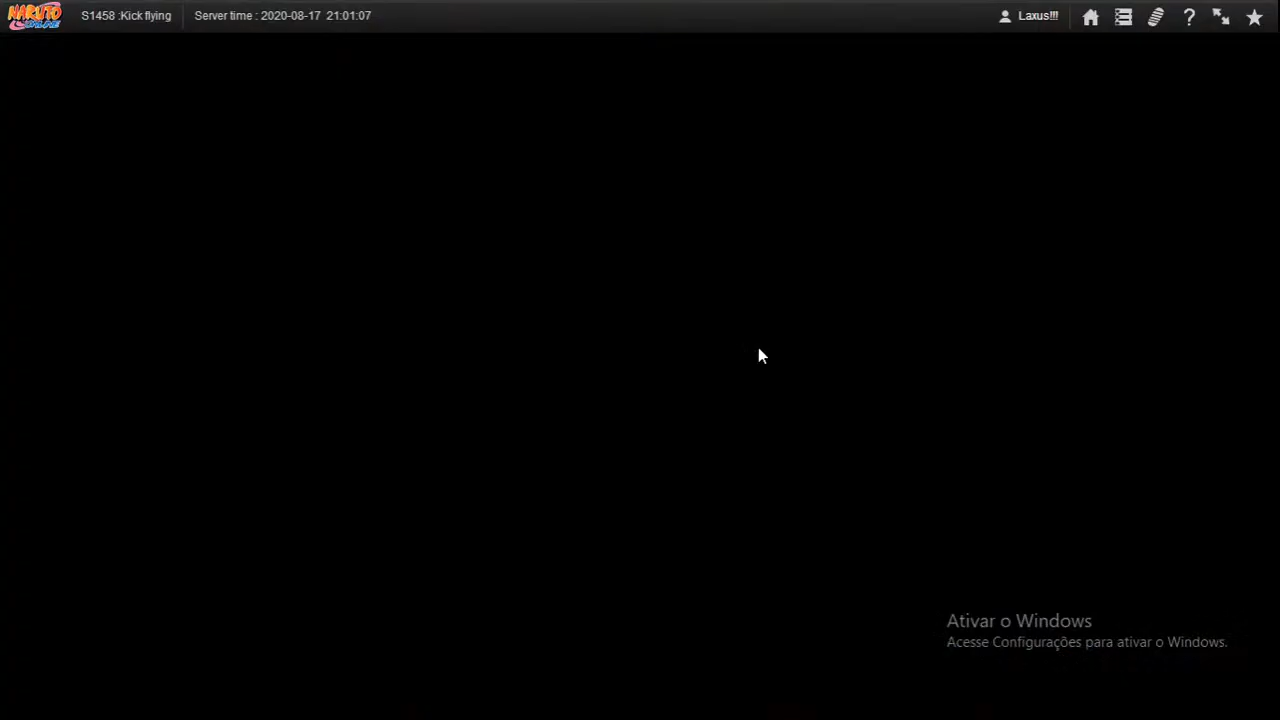 NARUTO
ONLINE
S1458 :Kick flying
Server time : 2020-08-17 21:01:07
Laxus!!!
?
Ativar o Windows
Acesse Configurações para ativar o Windows.